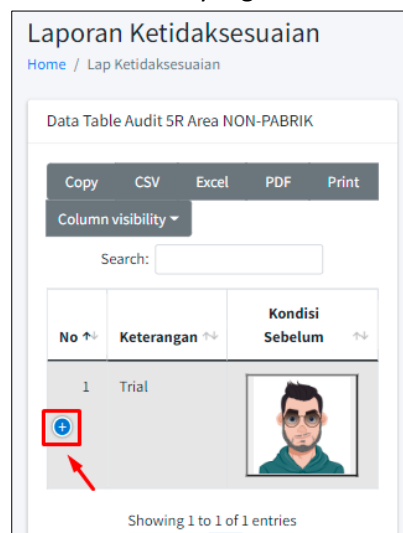 Laporan Ketidaksesuaian
Home / Lap Ketidaksesuaian
Data Table Audit 5R Area NON-PABRIK
Copy CSV Excel PDF Print
Column visibility
Search:
No Keterangan Kondisi Sebelum
1 Trial
Showing 1 to 1 of 1 entries